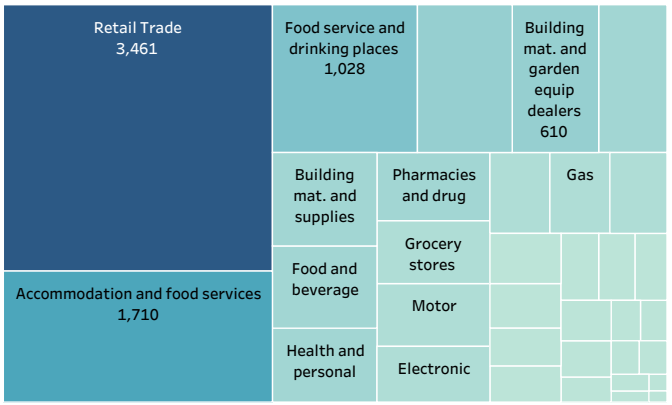 Retail Trade
3,461
Accommodation and food services
1,710
Food service and
drinking places
1,028
Building
mat. and
garden
equip
dealers
610
Building
mat. and
supplies
Food and
beverage
Health and
personal
Pharmacies
and drug
Grocery
stores
Motor
Electronic
Gas